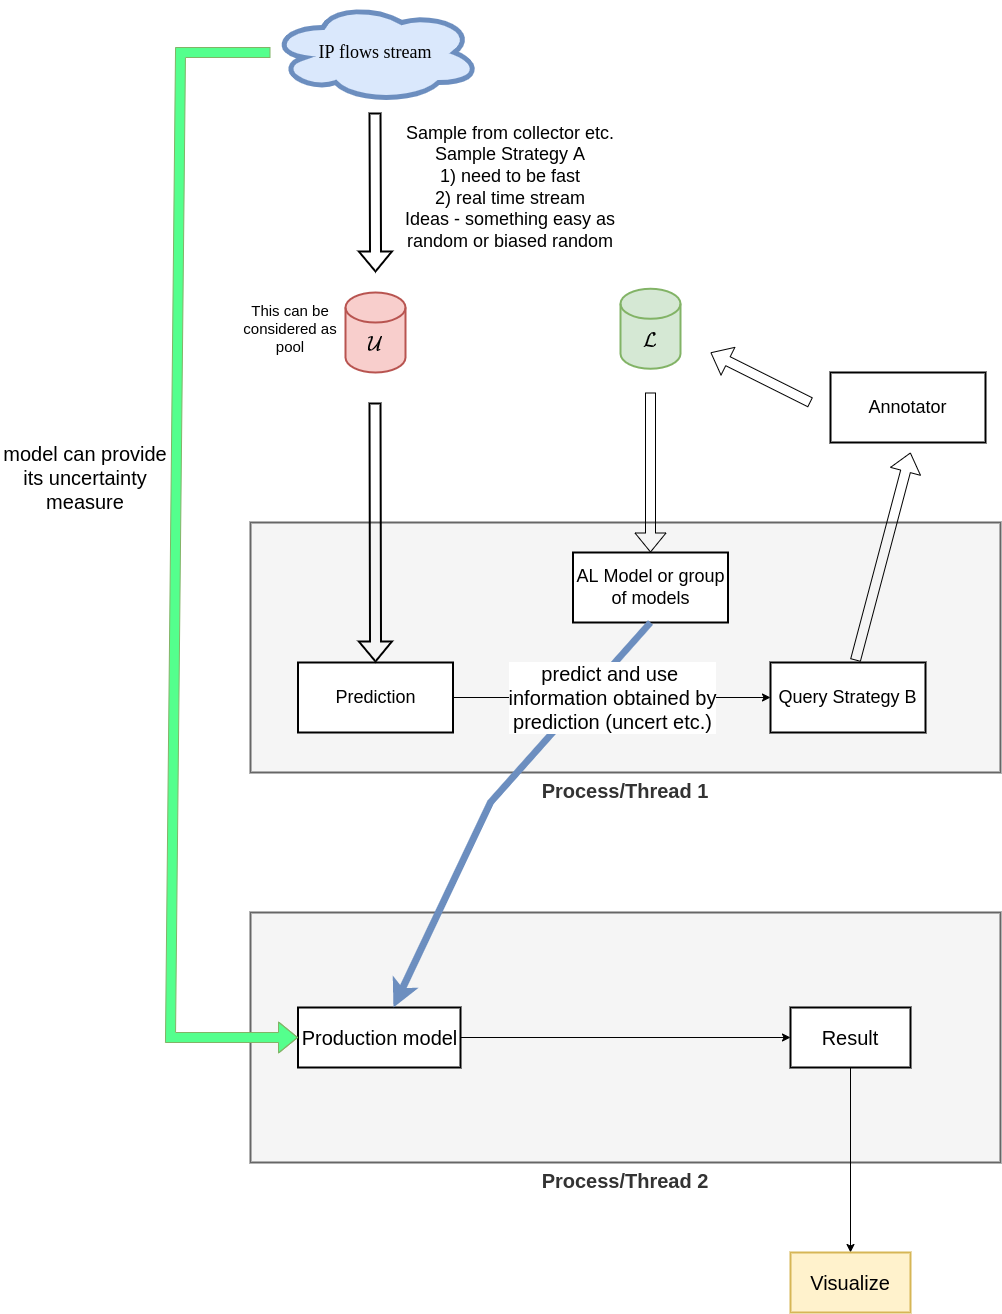 IP flows stream
Sample from collector etc.
Sample Strategy A
1) need to be fast
2) real time stream
Ideas - something easy as
random or biased random
This can be
considered as
pool
𝒰
ℒ
Annotator
model can provide
its uncertainty
measure
AL Model or group
of models
Prediction
predict and use
information obtained by
prediction (uncert etc.)
Query Strategy B
Process/Thread 1
Production model
Result
Process/Thread 2
Visualize